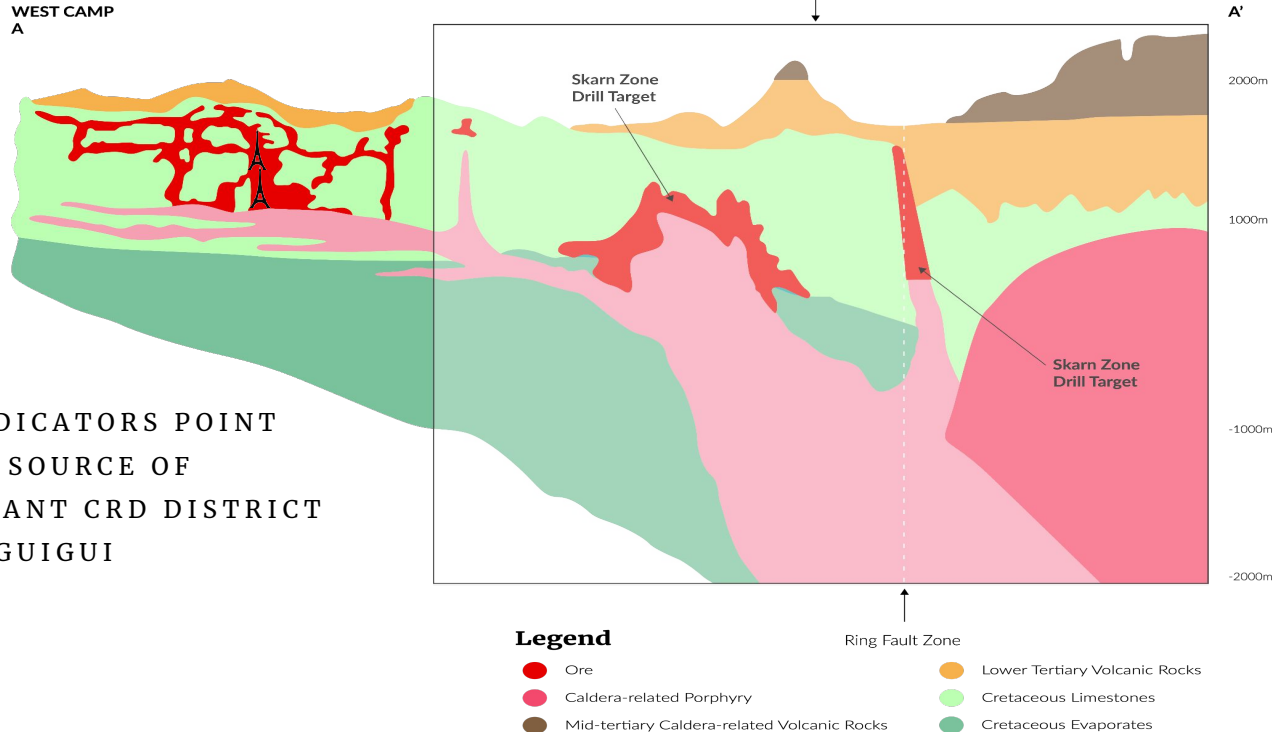 WEST CAMP
A
A’
Skarn Zone
Drill Target
2000m
1000m
Skarn Zone
Drill Target
-1000m
-2000m
DICATORS POINT
SOURCE OF
ANT CRD DISTRICT
GUIGUI
Ring Fault Zone
Legend
Ore
Caldera-related Porphyry
Mid-tertiary Caldera-related Volcanic Rocks
Lower Tertiary Volcanic Rocks
Cretaceous Limestones
Cretaceous Evaporates